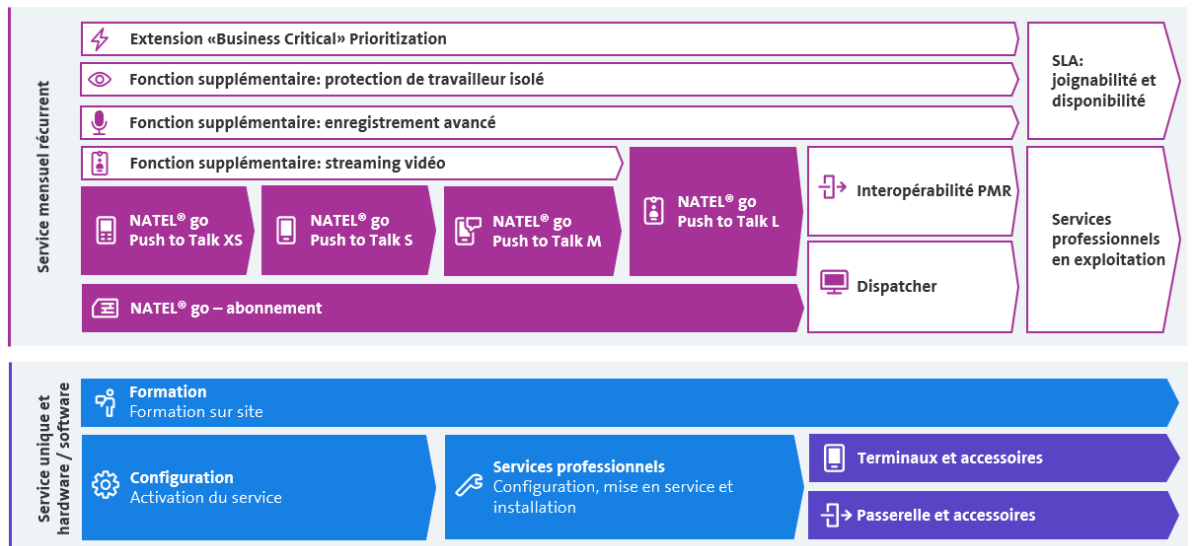 Service mensuel récurrent
Extension «Business Critical» Prioritization
Fonction supplémentaire: protection de travailleur isolé
Fonction supplémentaire: enregistrement avancé
Fonction supplémentaire: streaming vidéo
NATEL® go
Push to Talk XS
NATEL® go
Push to Talk S
NATEL® go
Push to Talk M
NATEL® go
Push to Talk L
NATEL® go – abonnement
Interopérabilité PMR
Dispatcher
SLA:
joignabilité et
disponibilité
Services
professionnels
en exploitation
Service unique et
hardware / software
Formation
Formation sur site
Configuration
Activation du service
Services professionnels
Configuration, mise en service et
installation
Terminaux et accessoires
Passerelle et accessoires